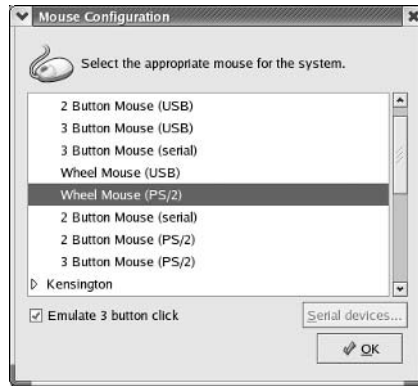 Mouse Configuration
Select the appropriate mouse for the system.
2 Button Mouse (USB)
3 Button Mouse (USB)
3 Button Mouse (serial)
Wheel Mouse (USB)
Wheel Mouse (PS/2)
2 Button Mouse (serial)
2 Button Mouse (PS/2)
3 Button Mouse (PS/2)
Kensington
Emulate 3 button click
Serial devices...
OK